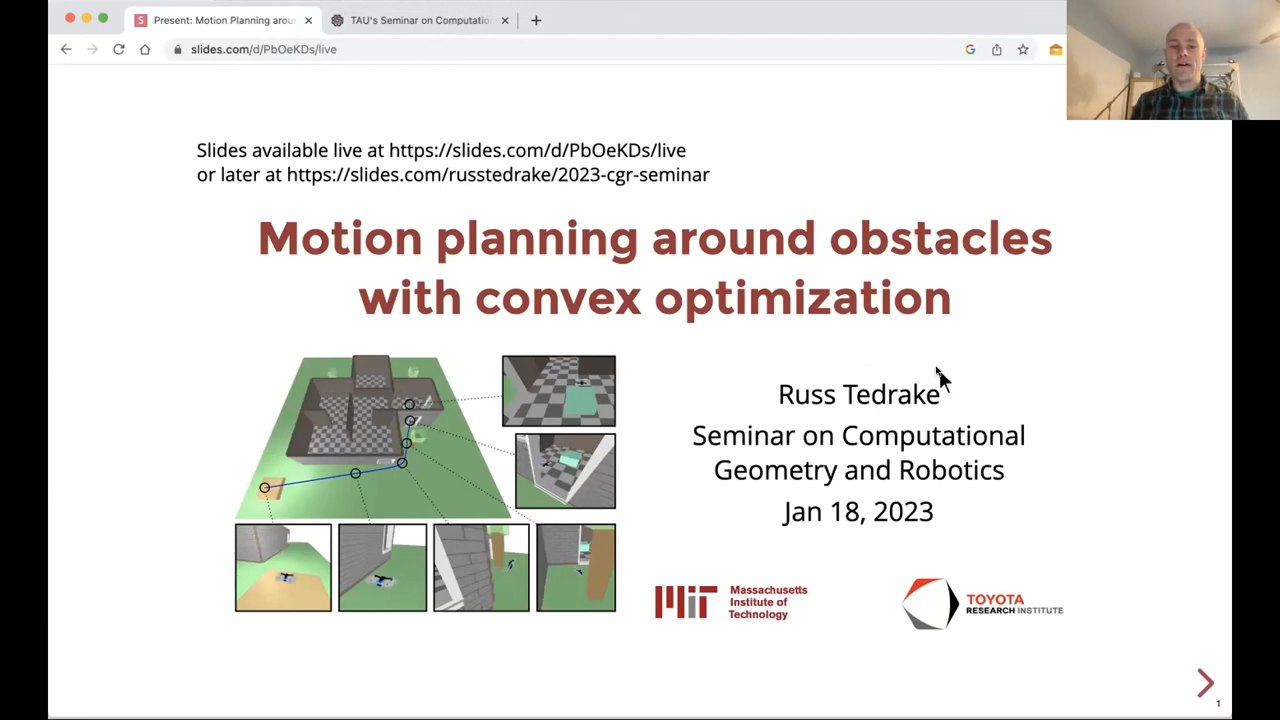 Present: Motion Planning arou
TAU's Seminar on Computatio
slides.com/d/PbOeKDs/live
Slides available live at https://slides.com/d/PbOeKDs/live
or later at https://slides.com/russtedrake/2023-cgr-seminar
Motion planning around obstacles
with convex optimization
Russ Tedrake
Seminar on Computational
Geometry and Robotics
Jan 18, 2023
MIT
Massachusetts
Institute of
Technology
TOYOTA
RESEARCH INSTITUTE
1